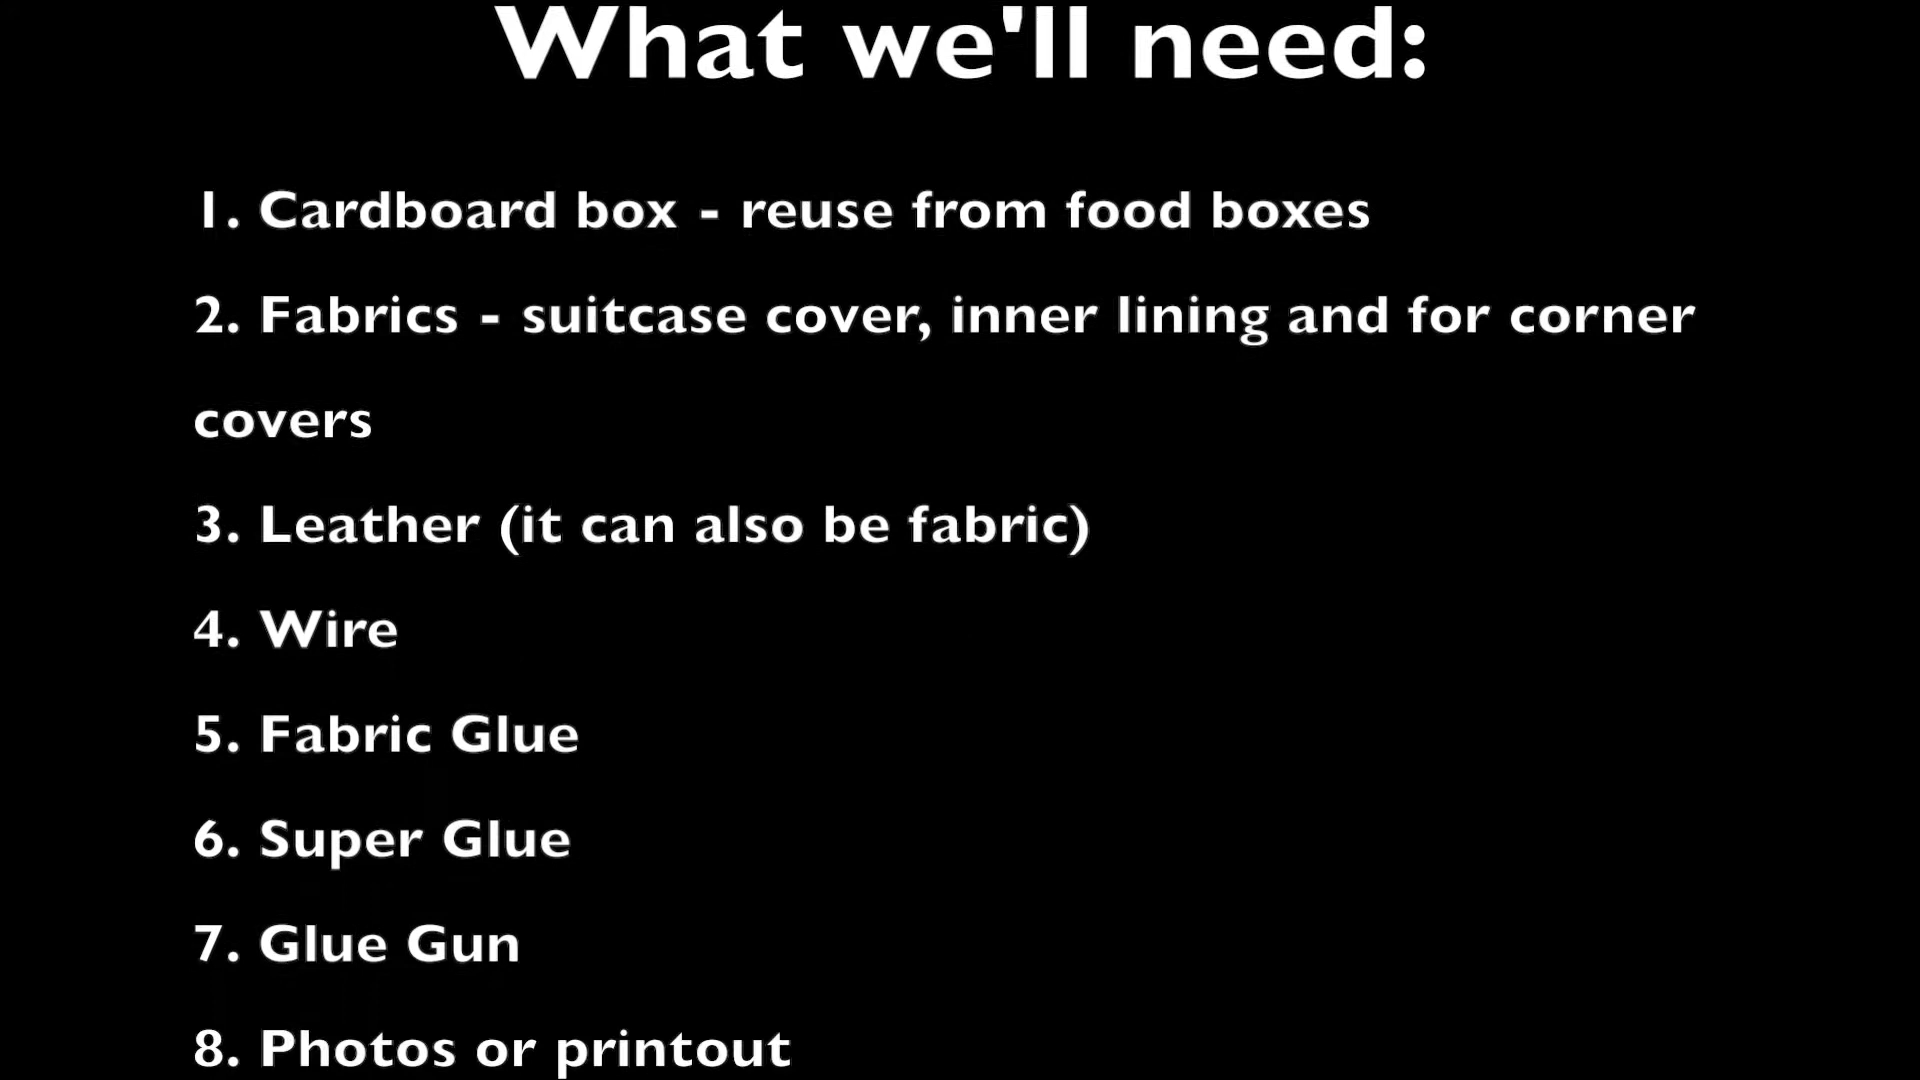 What we'll need:
1. Cardboard box - reuse from food boxes
2. Fabrics - suitcase cover, inner lining and for corner
covers
3. Leather (it can also be fabric)
4. Wire
5. Fabric Glue
6. Super Glue
7. Glue Gun
8. Photos or printout